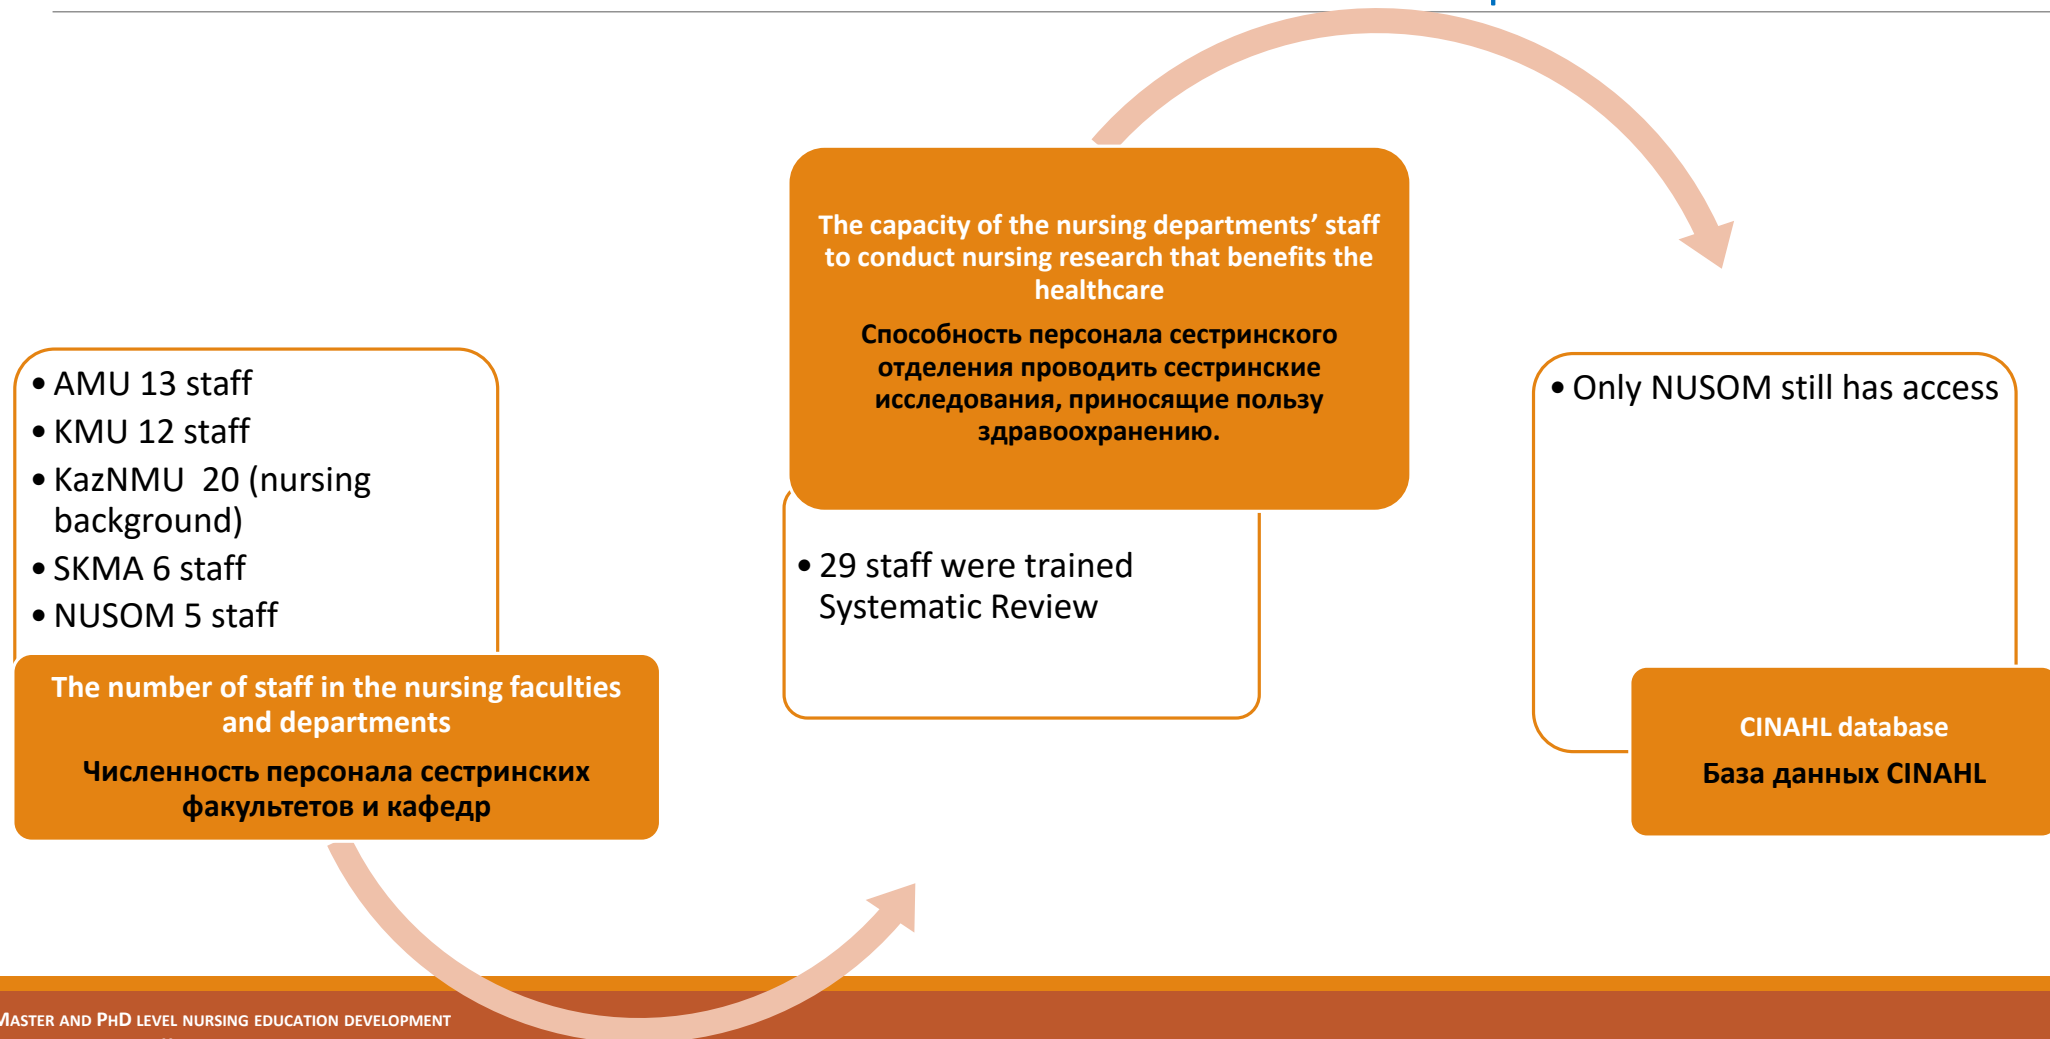 • AMU 13 staff
• KMU 12 staff
• KazNMU 20 (nursing
background)
• SKMA 6 staff
• NUSOM 5 staff
The number of staff in the nursing faculties
and departments
Численность персонала сестринских
факультетов и кафедр
The capacity of the nursing departments’ staff
to conduct nursing research that benefits the
healthcare
Способность персонала сестринского
отделения проводить сестринские
исследования, приносящие пользу
здравоохранению.
• 29 staff were trained
Systematic Review
• Only NUSOM still has access
CINAHL database
База данных CINAHL
MASTER AND PHD LEVEL NURSING EDUCATION DEVELOPMENT